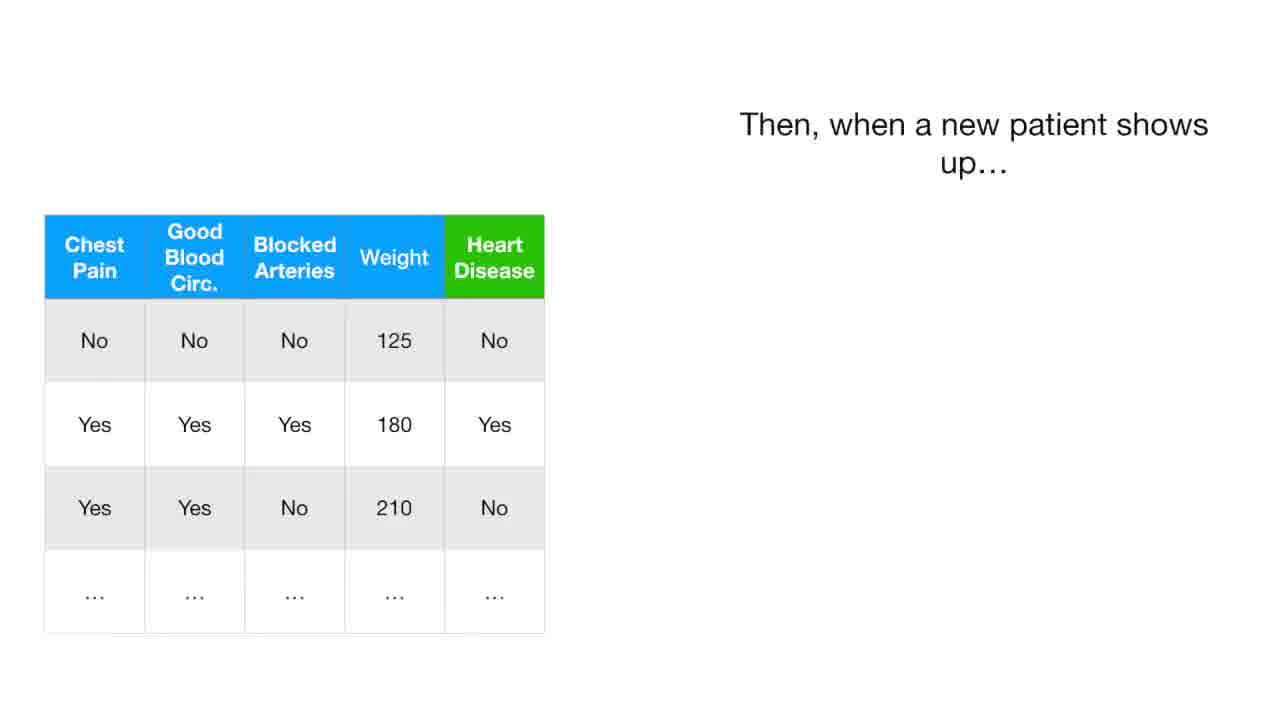 Then, when a new patient shows
up…
Chest Pain Good Blood Circ. Blocked Arteries Weight Heart Disease
No No No 125 No
Yes Yes Yes 180 Yes
Yes Yes No 210 No
… … … … …